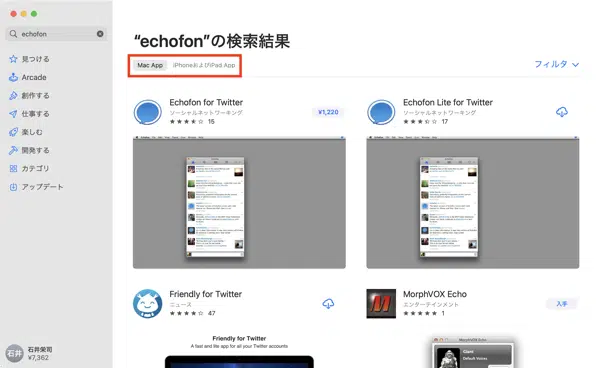 echofon
見つける
Arcade
創作する
仕事する
楽しむ
開発する
カテゴリ
アップデート
石井
石井栄司
¥7,362
“echofon”の検索結果
Mac App
iPhoneおよびiPad App
フィルタ
Echofon for Twitter
ソーシャルネットワーキング
15
¥1,220
Echofon Lite for Twitter
ソーシャルネットワーキング
17
Friendly for Twitter
ニュース
47
MorphVOX Echo
エンターテインメント
1
入手
Friendly for Twitter
A fast and lite app for all your Twitter accounts
MorphVOX Echo
Giant
Default Voices